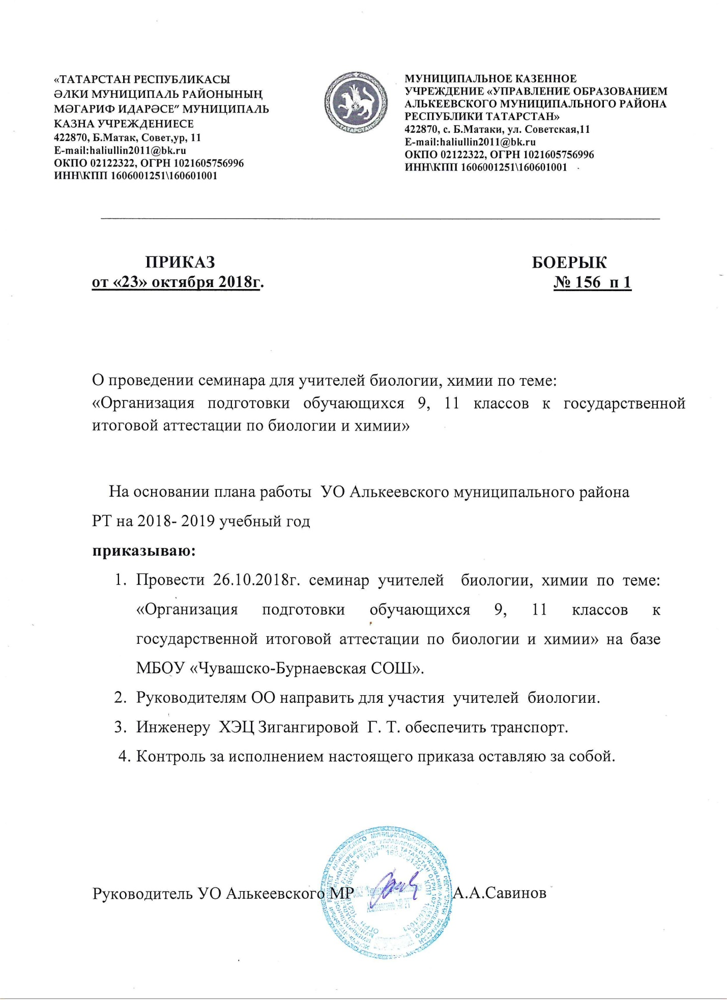 «ТАТАРСТАН РЕСПУБЛИКАСЫ
ӘЛКИ МУНИЦИПАЛЬ РАЙОНЫНЫҢ
МӘГАРИФ ИДАРӘСЕ” МУНИЦИПАЛЬ
КАЗНА УЧРЕЖДЕНИЕСЕ
422870, Б.Матак, Совет,ур, 11
E-mail:haliullin2011@bk.ru
ОКПО 02122322, ОГРН 1021605756996
ИНН\КПП 1606001251\160601001
ТАТАРСТАН
МУНИЦИПАЛЬНОЕ КАЗЕННОЕ
УЧРЕЖДЕНИЕ «УПРАВЛЕНИЕ ОБРАЗОВАНИЕМ
АЛЬКЕЕВСКОГО МУНИЦИПАЛЬНОГО РАЙОНА
РЕСПУБЛИКИ ТАТАРСТАН»
422870, с. Б.Матаки, ул. Советская,11
E-mail:haliullin2011@bk.ru
ОКПО 02122322, ОГРН 1021605756996
ИНН\КПП 1606001251\160601001
ПРИКАЗ БОЕРЫК
от «23» октября 2018г. № 156 п 1
О проведении семинара для учителей биологии, химии по теме:
«Организация подготовки обучающихся 9, 11 классов к государственной
итоговой аттестации по биологии и химии»
На основании плана работы УО Алькеевского муниципального района
РТ на 2018- 2019 учебный год
приказываю:
1. Провести 26.10.2018г. семинар учителей биологии, химии по теме:
«Организация подготовки обучающихся 9, 11 классов к
государственной итоговой аттестации по биологии и химии» на базе
МБОУ «Чувашско-Бурнаевская СОШ».
2. Руководителям ОО направить для участия учителей биологии.
3. Инженеру ХЭЦ Зигангировой Г. Т. обеспечить транспорт.
4. Контроль за исполнением настоящего приказа оставляю за собой.
Руководитель УО Алькеевского МР А.А.Савинов